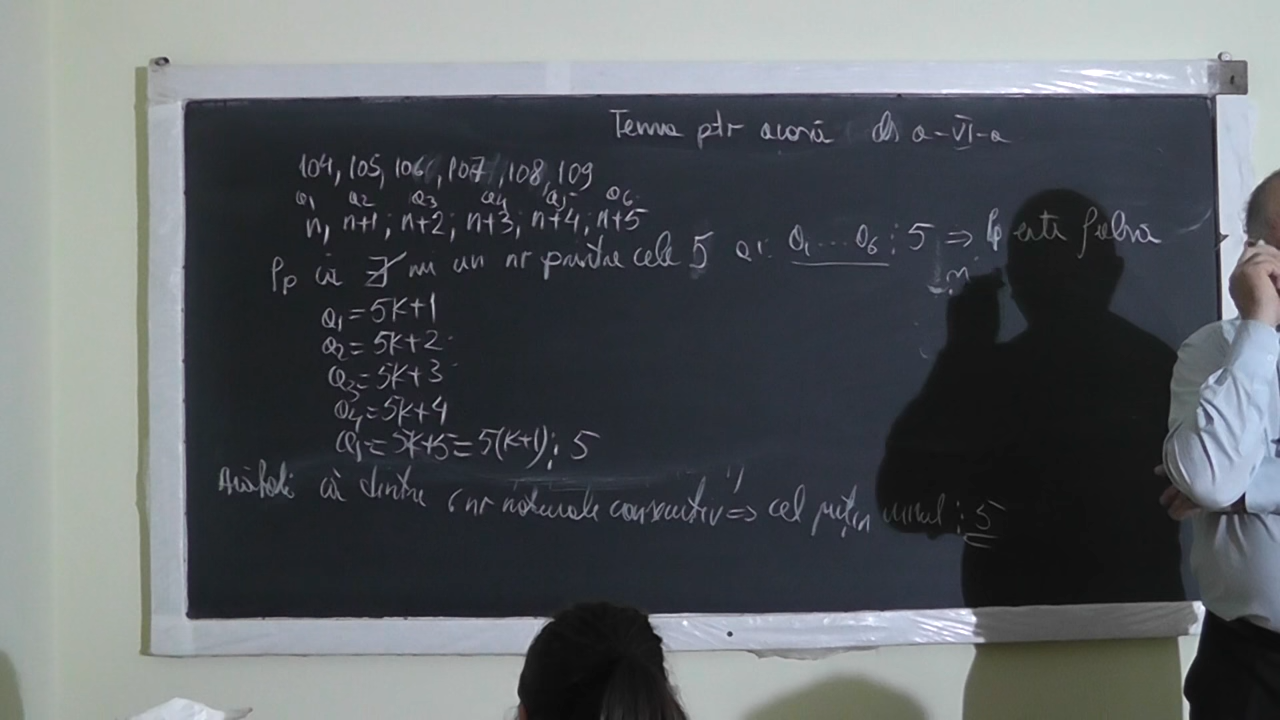 Tema ptr acasă cls a-VI-a
104, 105, 106, 107, 108, 109
a1 a2 a3 a4 a5 a6
n, n+1; n+2; n+3; n+4; n+5
Pp că ∄ nici un nr printre cele 5 a1 ... a6 ⋮ 5 ⇒ este falsă
a1 = 5k+1
a2 = 5k+2
a3 = 5k+3
a4 = 5k+4
a5 = 5k+5 = 5(k+1) ⋮ 5
Arătați că dintre 6 nr naturale consecutive ⇒ cel puțin unul ⋮ 5